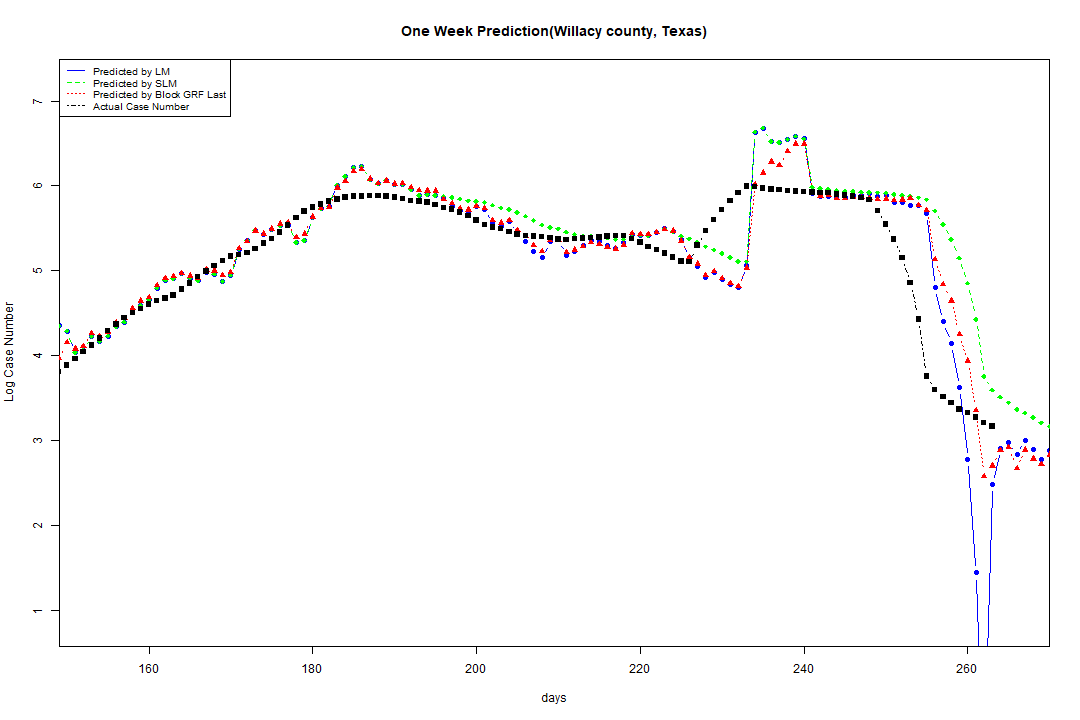 One Week Prediction(Willacy county, Texas)
Predicted by LM
Predicted by SLM
Predicted by Block GRF Last
Actual Case Number
7
6
5
4
3
2
1
Log Case Number
160 180 200 220 240 260
days